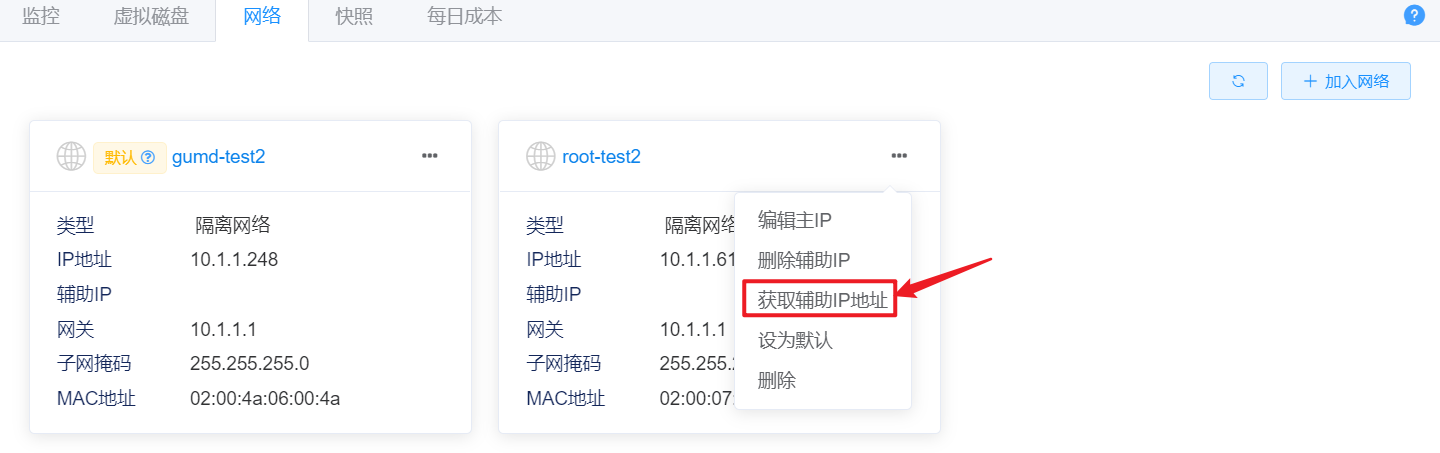 监控 虚拟磁盘 网络 快照 每日成本 ?
+ 加入网络
默认 ? gumd-test2 root-test2
类型 隔离网络
IP地址 10.1.1.248
辅助IP
网关 10.1.1.1
子网掩码 255.255.255.0
MAC地址 02:00:4a:06:00:4a
类型 隔离网络
IP地址 10.1.1.61
辅助IP
网关 10.1.1.1
子网掩码 255.255.
MAC地址 02:00:07
编辑主IP
删除辅助IP
获取辅助IP地址
设为默认
删除